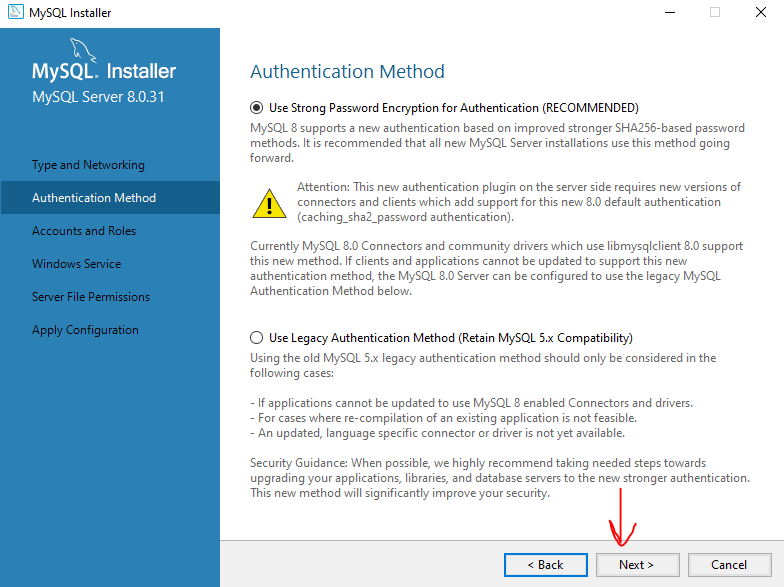 MySQL Installer
MySQL. Installer
MySQL Server 8.0.31
Type and Networking
Authentication Method
Accounts and Roles
Windows Service
Server File Permissions
Apply Configuration
Authentication Method
Use Strong Password Encryption for Authentication (RECOMMENDED)
MySQL 8 supports a new authentication based on improved stronger SHA256-based password
methods. It is recommended that all new MySQL Server installations use this method going
forward.
Attention: This new authentication plugin on the server side requires new versions of
connectors and clients which add support for this new 8.0 default authentication
(caching_sha2_password authentication).
Currently MySQL 8.0 Connectors and community drivers which use libmysqlclient 8.0 support
this new method. If clients and applications cannot be updated to support this new
authentication method, the MySQL 8.0 Server can be configured to use the legacy MySQL
Authentication Method below.
Use Legacy Authentication Method (Retain MySQL 5.x Compatibility)
Using the old MySQL 5.x legacy authentication method should only be considered in the
following cases:
- If applications cannot be updated to use MySQL 8 enabled Connectors and drivers.
- For cases where re-compilation of an existing application is not feasible.
- An updated, language specific connector or driver is not yet available.
Security Guidance: When possible, we highly recommend taking needed steps towards
upgrading your applications, libraries, and database servers to the new stronger authentication.
This new method will significantly improve your security.
< Back
Next >
Cancel